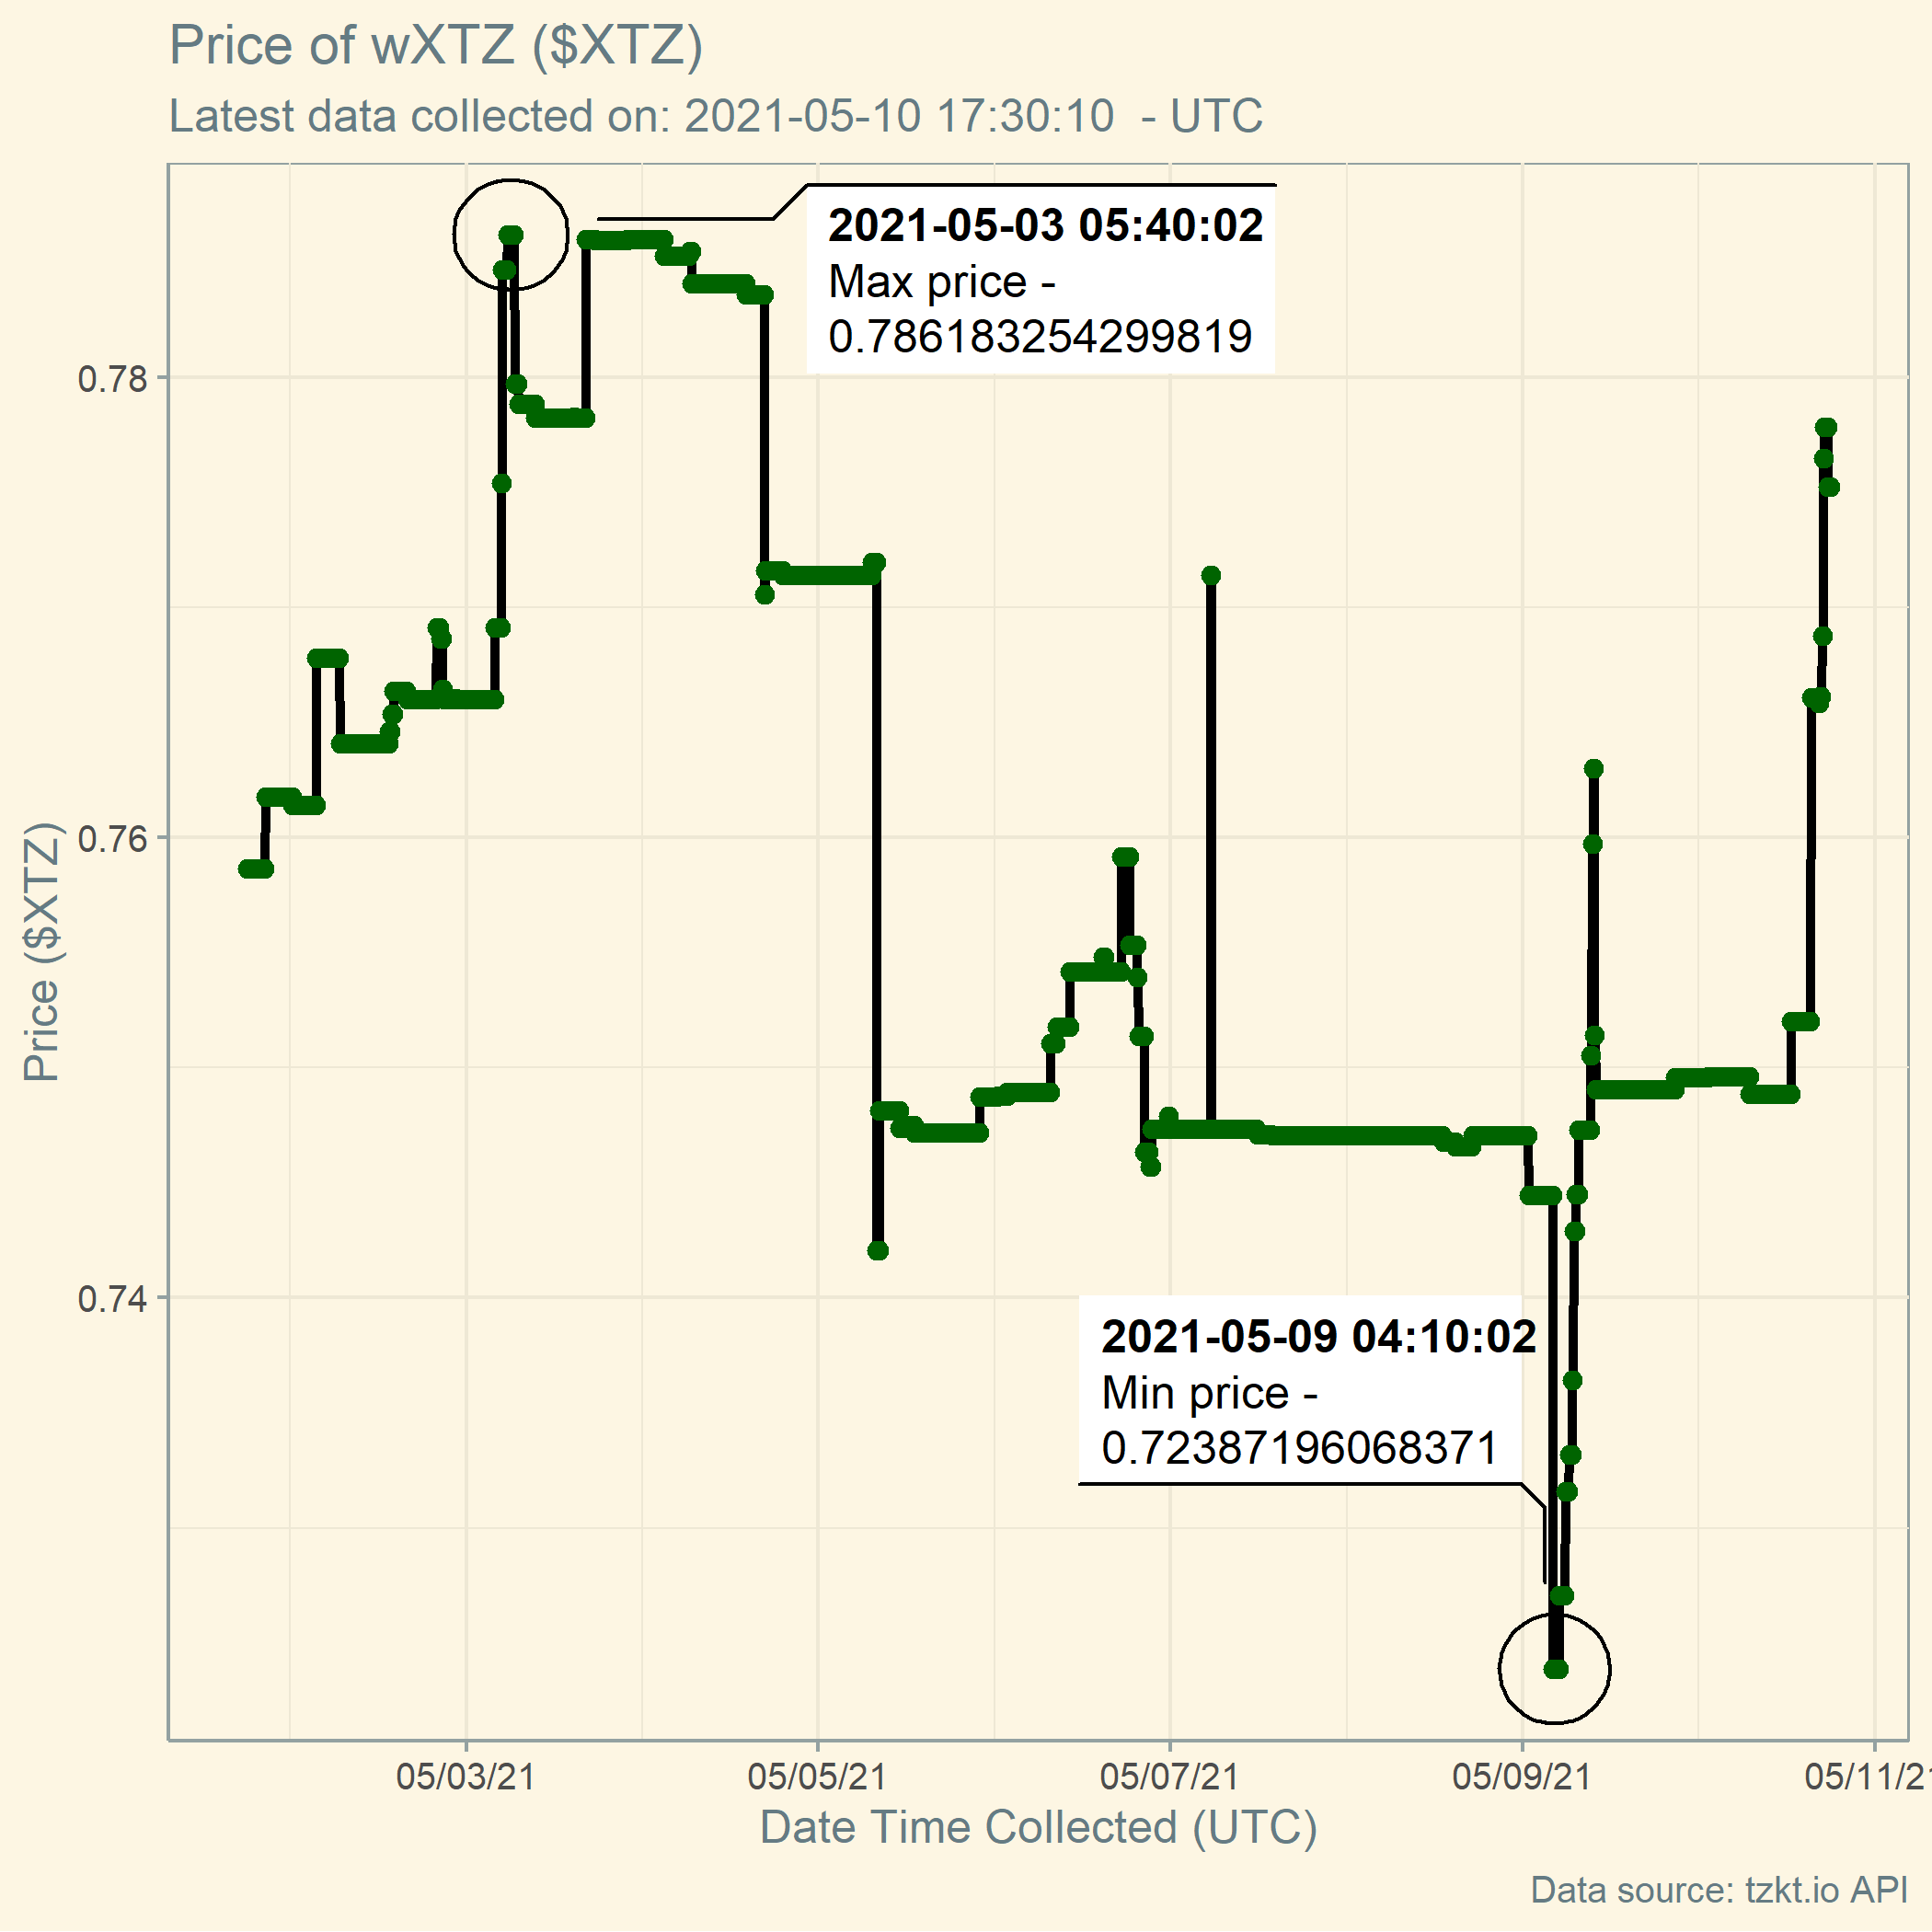 Price of wXTZ ($XTZ)
Latest data collected on: 2021-05-10 17:30:10  - UTC
2021-05-03 05:40:02
Max price -
0.786183254299819
0.78
0.76
0.74
Price ($XTZ)
2021-05-09 04:10:02
Min price -
0.72387196068371
05/03/21
05/05/21
05/07/21
05/09/21
05/11/21
Date Time Collected (UTC)
Data source: tzkt.io API